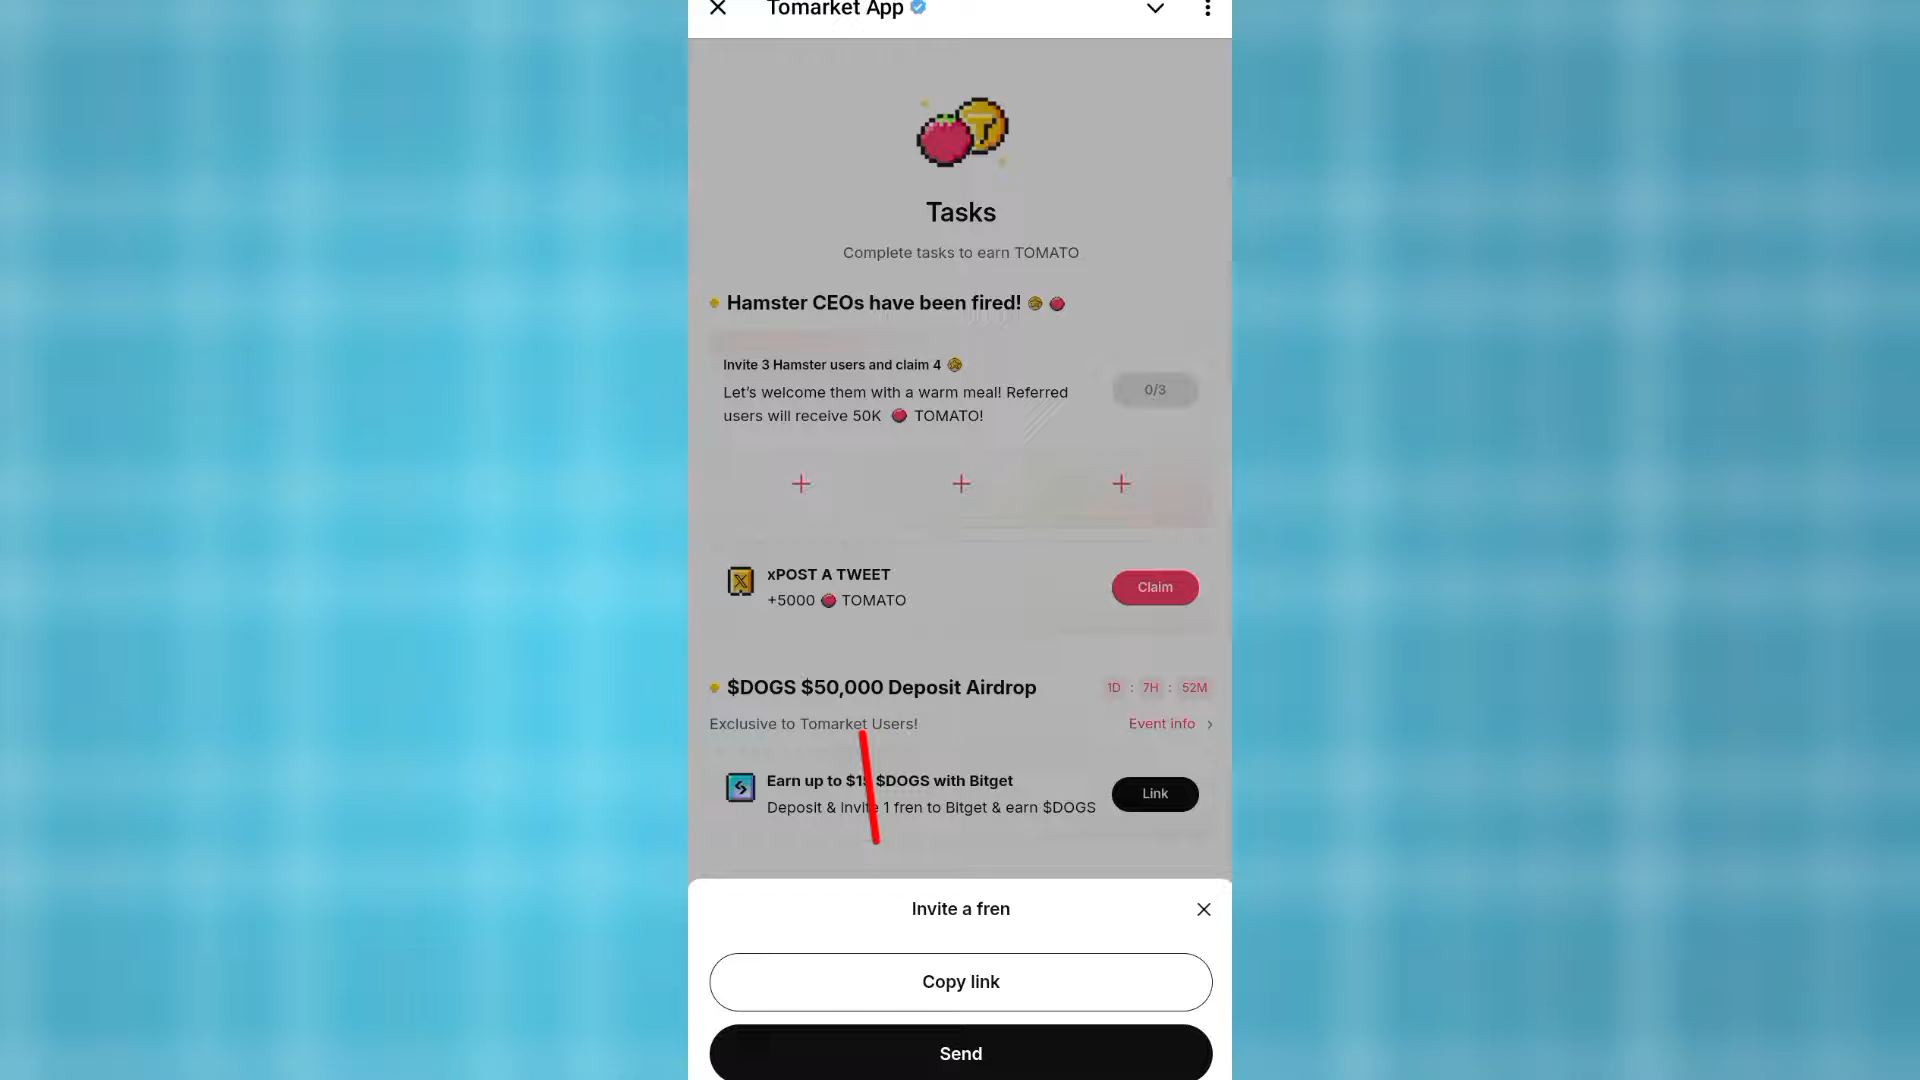 Tomarket App
Tasks
Complete tasks to earn TOMATO
Hamster CEOs have been fired!
Invite 3 Hamster users and claim 4
Let's welcome them with a warm meal! Referred
users will receive 50K TOMATO!
0/3
xPOST A TWEET
+5000 TOMATO
Claim
$DOGS $50,000 Deposit Airdrop
1D : 7H : 52M
Exclusive to Tomarket Users!
Event info
Earn up to $15 $DOGS with Bitget
Deposit & Invite 1 fren to Bitget & earn $DOGS
Link
Invite a fren
Copy link
Send